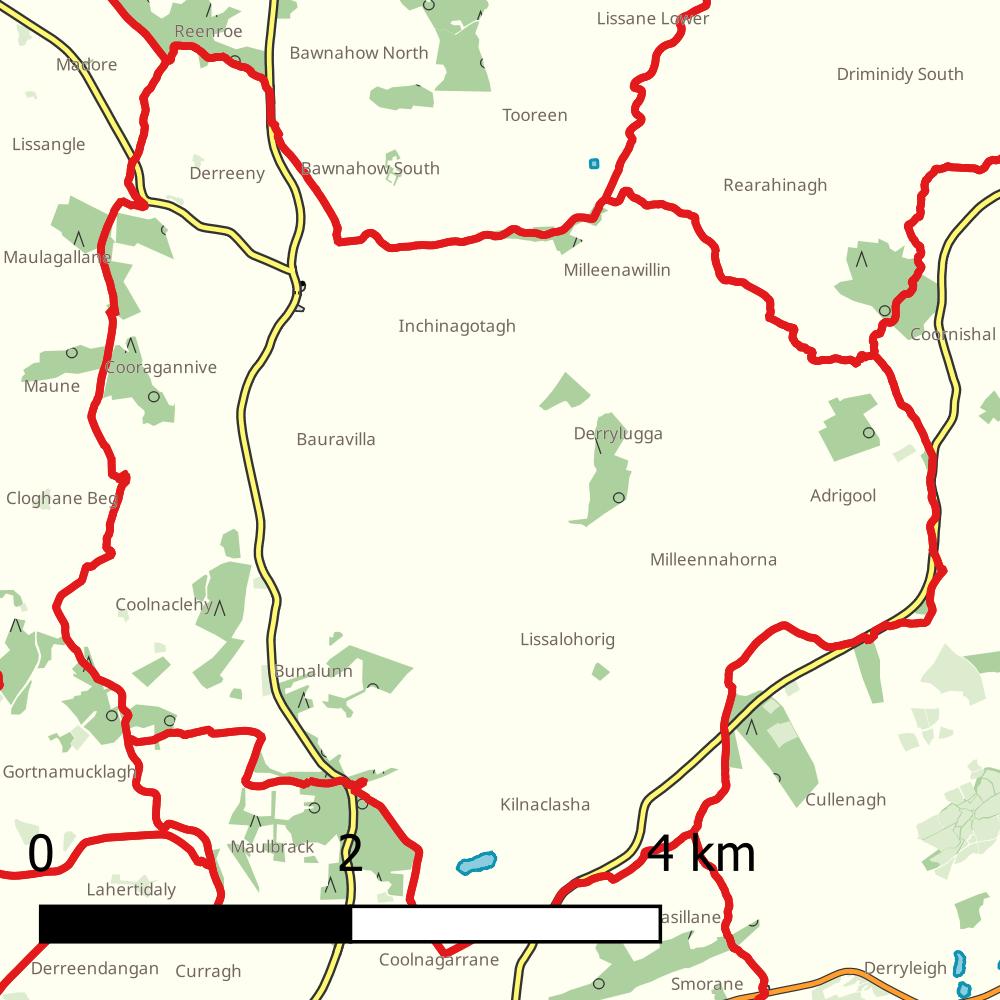 Lissane Lower
Reenroe
Bawnahow North
Madore
Driminidy South
Tooreen
Lissangle
Derreeny
Bawnahow South
Rearahinagh
Maulagallane
Milleenawillin
Inchinagotagh
Coornishal
Cooragannive
Maune
Bauravilla
Derrylugga
Cloghane Beg
Adrigool
Milleennahorna
Coolnaclehy
Lissalohorig
Bunalunn
Gortnamucklagh
Kilnaclasha
Cullenagh
Maulbrack
0 2 4 km
Lahertidaly
asillane
Coolnagarrane
Derreendangan
Curragh
Derryleigh
Smorane